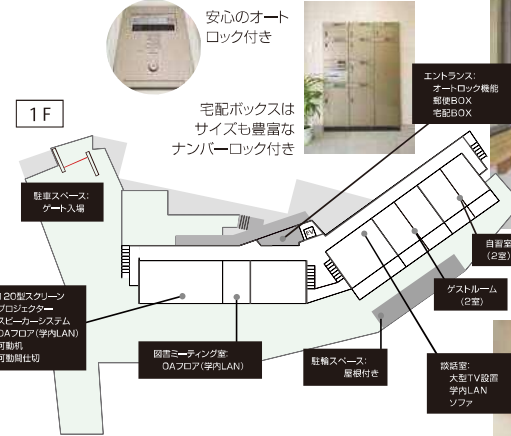 安心のオート
ロック付き
宅配ボックスは
サイズも豊富な
ナンバーロック付き
エントランス:
オートロック機能
郵便BOX
宅配BOX
1F
駐車スペース:
ゲート入場
EV
自習室
(2室)
ゲストルーム
(2室)
120型スクリーン
プロジェクター
スピーカーシステム
OAフロア(学内LAN)
可動机
可動間仕切
図書ミーティング室:
OAフロア(学内LAN)
駐輪スペース:
屋根付き
談話室:
大型TV設置
学内LAN
ソファ